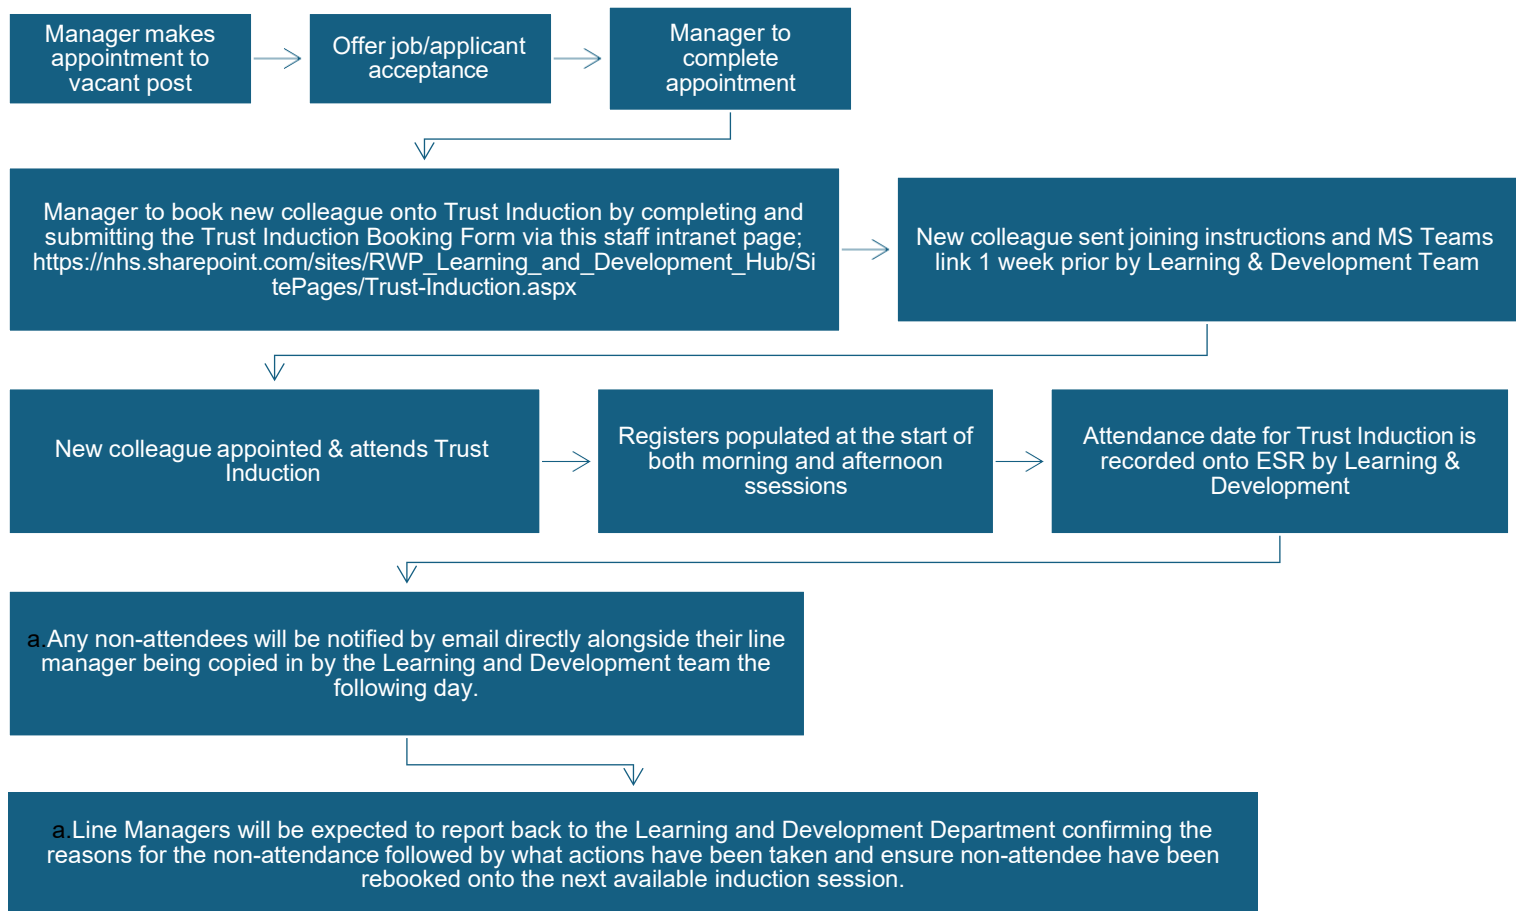 Manager makes
appointment to
vacant post
Offer job/applicant
acceptance
Manager to
complete
appointment
Manager to book new colleague onto Trust Induction by completing and
submitting the Trust Induction Booking Form via this staff intranet page;
https://nhs.sharepoint.com/sites/RWP_Learning_and_Development_Hub/Si
tePages/Trust-Induction.aspx
New colleague sent joining instructions and MS Teams
link 1 week prior by Learning & Development Team
New colleague appointed & attends Trust
Induction
Registers populated at the start of
both morning and afternoon
ssessions
Attendance date for Trust Induction is
recorded onto ESR by Learning &
Development
a.Any non-attendees will be notified by email directly alongside their line
manager being copied in by the Learning and Development team the
following day.
a.Line Managers will be expected to report back to the Learning and Development Department confirming the
reasons for the non-attendance followed by what actions have been taken and ensure non-attendee have been
rebooked onto the next available induction session.